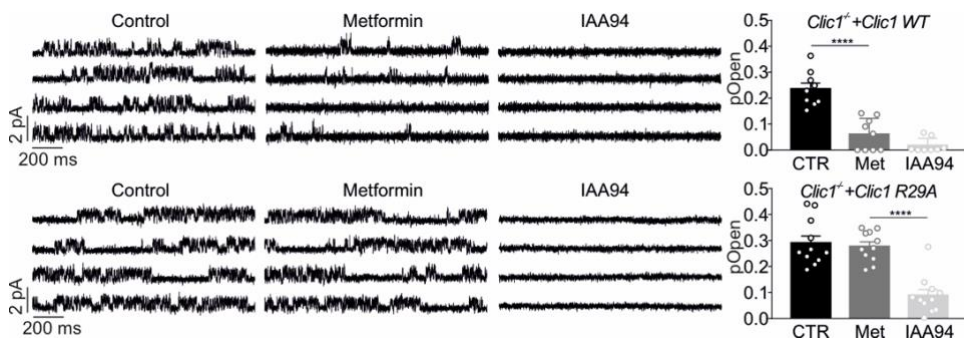 Control Metformin IAA94
2 pA
200 ms
Clic1⁻/⁻+Clic1 WT
****
pOpen
0.5
0.4
0.3
0.2
0.1
0.0
CTR Met IAA94
Control Metformin IAA94
2 pA
200 ms
Clic1⁻/⁻+Clic1 R29A
****
pOpen
0.5
0.4
0.3
0.2
0.1
0.0
CTR Met IAA94